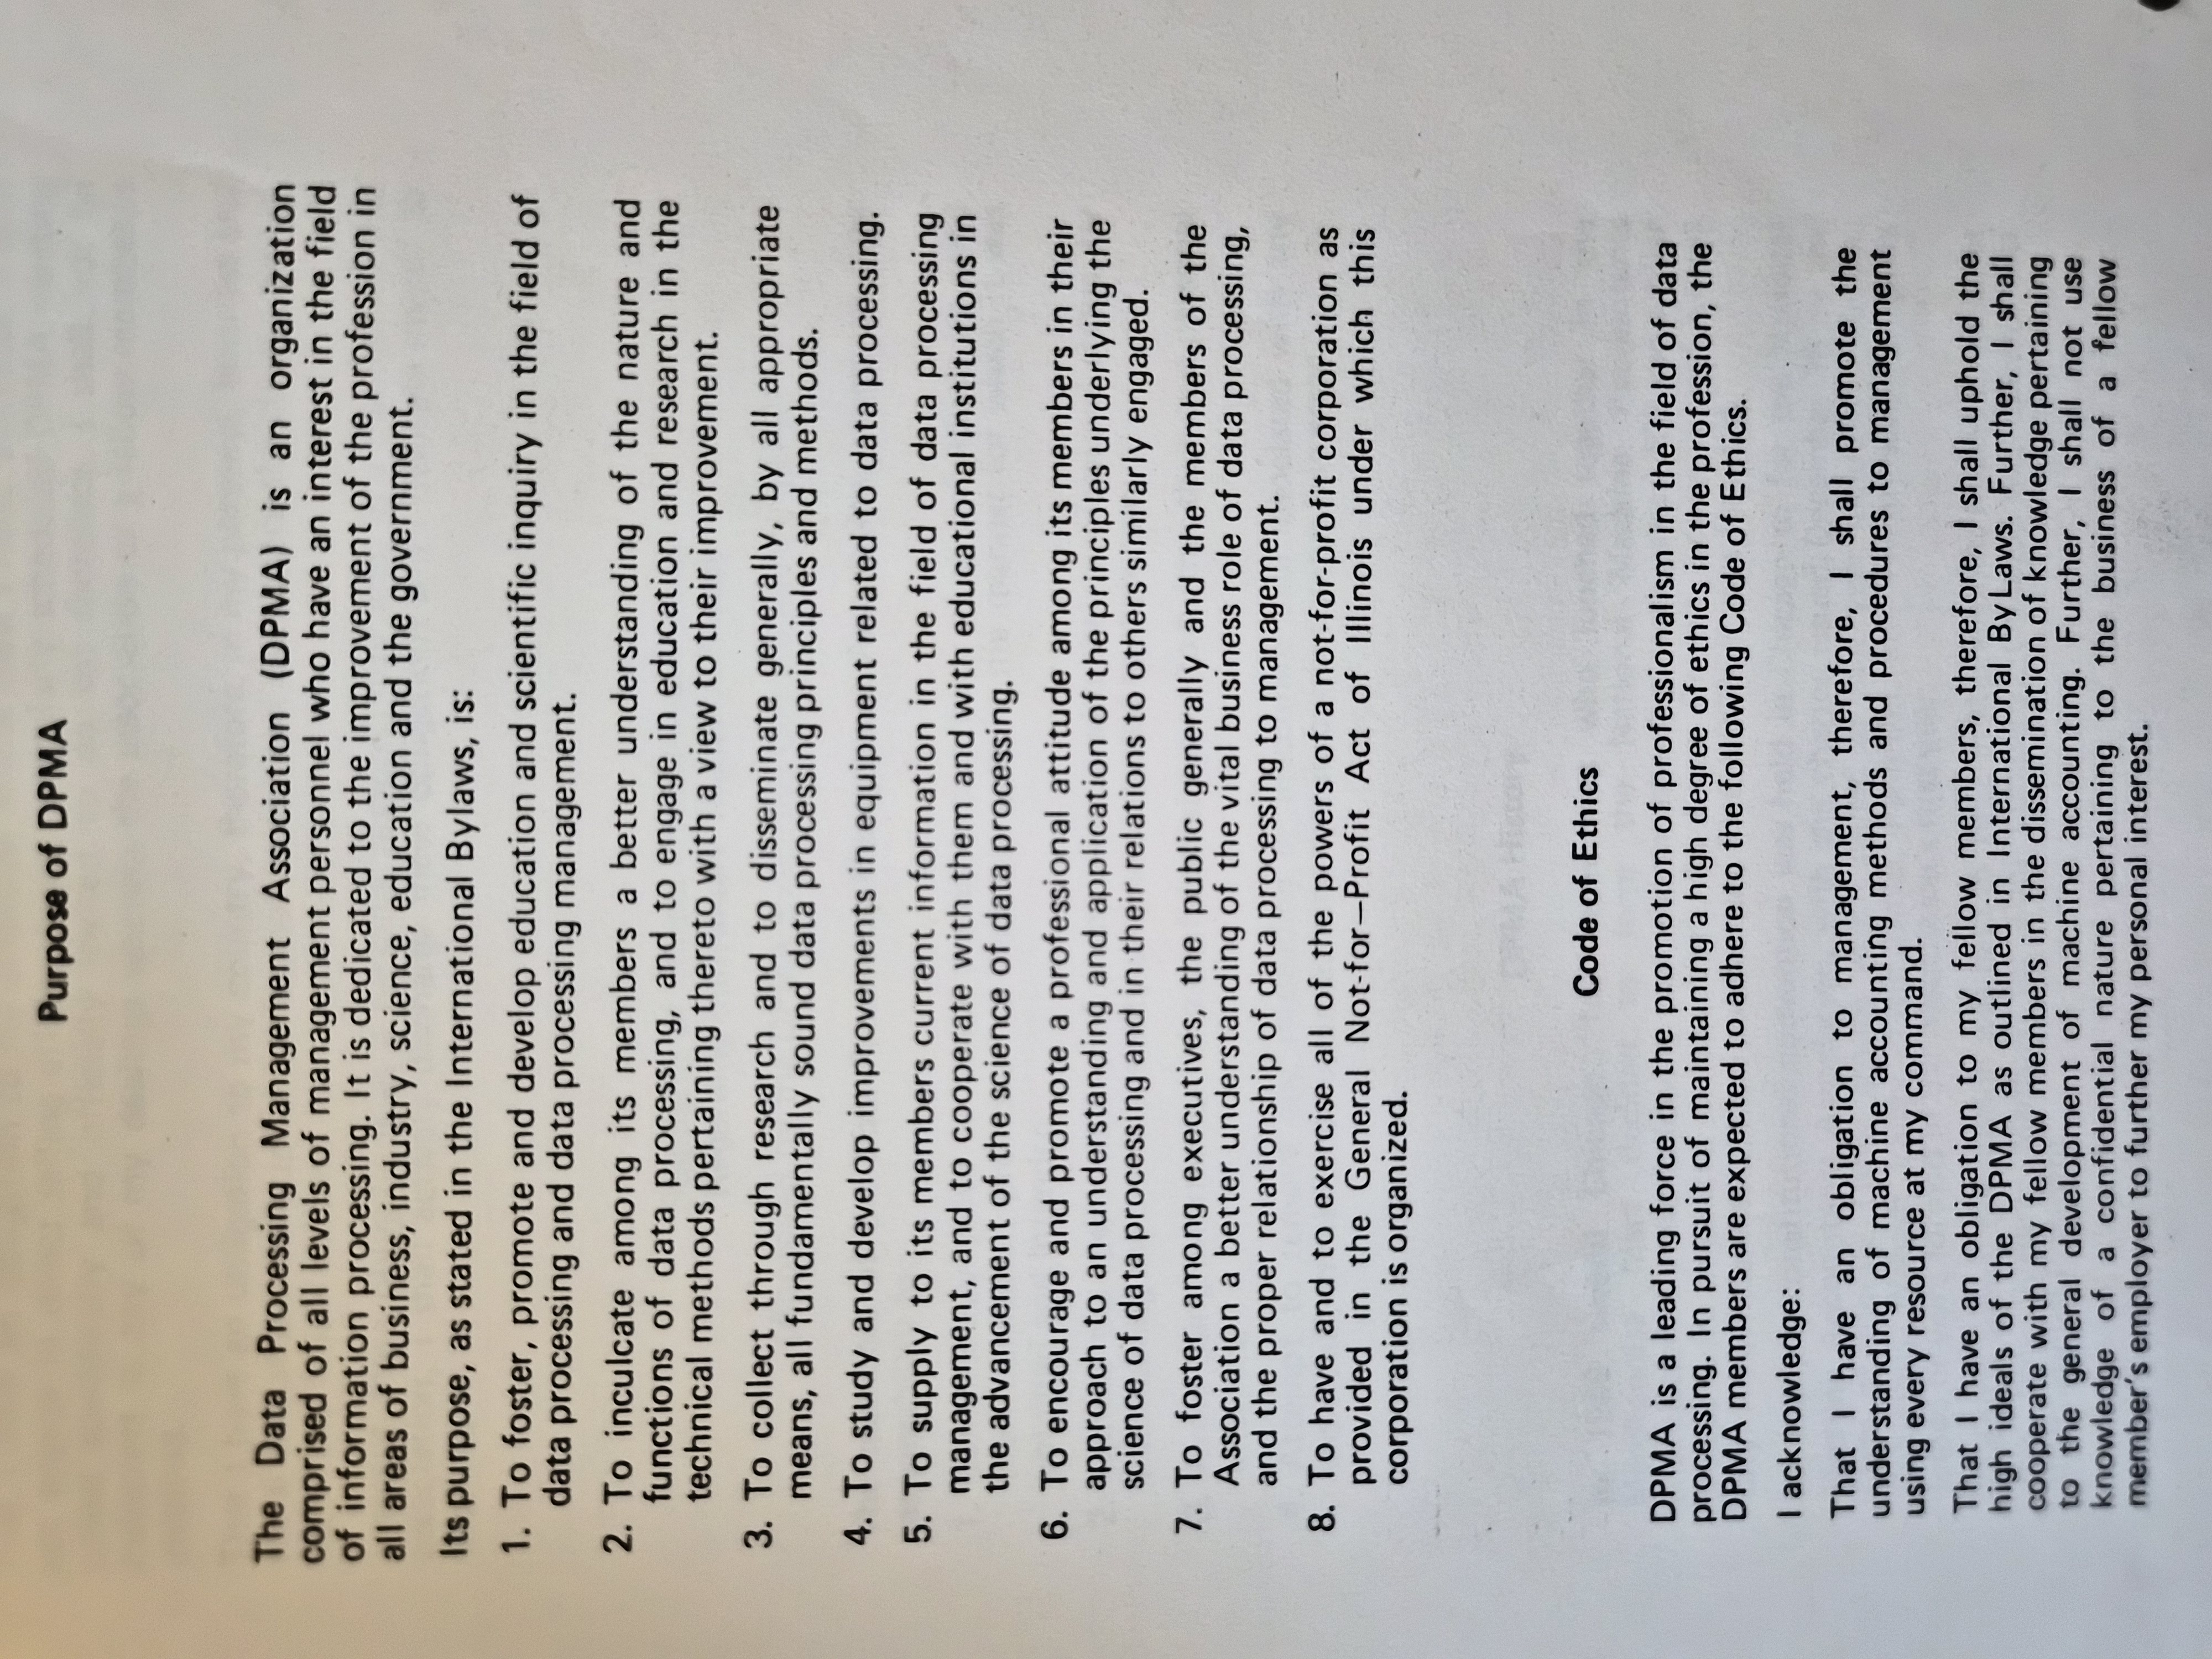 Purpose of DPMA
The Data Processing Management Association (DPMA) is an organization
comprised of all levels of management personnel who have an interest in the field
of information processing. It is dedicated to the improvement of the profession in
all areas of business, industry, science, education and the government.
Its purpose, as stated in the International Bylaws, is:
1. To foster, promote and develop education and scientific inquiry in the field of
data processing and data processing management.
2. To inculcate among its members a better understanding of the nature and
functions of data processing, and to engage in education and research in the
technical methods pertaining thereto with a view to their improvement.
3. To collect through research and to disseminate generally, by all appropriate
means, all fundamentally sound data processing principles and methods.
4. To study and develop improvements in equipment related to data processing.
5. To supply to its members current information in the field of data processing
management, and to cooperate with them and with educational institutions in
the advancement of the science of data processing.
6. To encourage and promote a professional attitude among its members in their
approach to an understanding and application of the principles underlying the
science of data processing and in their relations to others similarly engaged.
7. To foster among executives, the public generally and the members of the
Association a better understanding of the vital business role of data processing,
and the proper relationship of data processing to management.
8. To have and to exercise all of the powers of a not-for-profit corporation as
provided in the General Not-for—Profit Act of Illinois under which this
corporation is organized.
DPMA History
Code of Ethics
DPMA is a leading force in the promotion of professionalism in the field of data
processing. In pursuit of maintaining a high degree of ethics in the profession, the
DPMA members are expected to adhere to the following Code of Ethics.
I acknowledge:
That I have an obligation to management, therefore, I shall promote the
understanding of machine accounting methods and procedures to management
using every resource at my command.
That I have an obligation to my fellow members, therefore, I shall uphold the
high ideals of the DPMA as outlined in International ByLaws. Further, I shall
cooperate with my fellow members in the dissemination of knowledge pertaining
to the general development of machine accounting. Further, I shall not use
knowledge of a confidential nature pertaining to the business of a fellow
member's employer to further my personal interest.